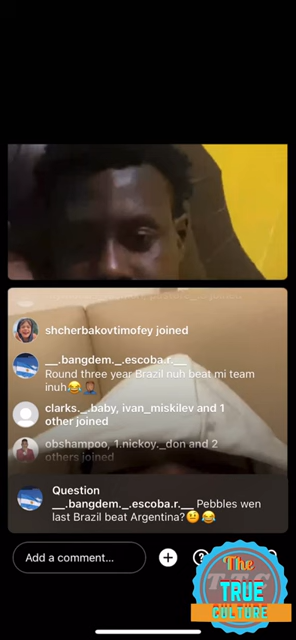 shcherbakovtimofey joined
__.bangdem._.escoba.r.__
Round three year Brazil nuh beat mi team
inuh😂🤦🏾‍♂️
clarks._.baby, ivan_miskilev and 1
other joined
obshampoo, 1.nickoy._don and 2
others joined
Question
__.bangdem._.escoba.r.__ Pebbles wen
last Brazil beat Argentina?😐😂
Add a comment...
The
T.T.C
TRUE
CULTURE